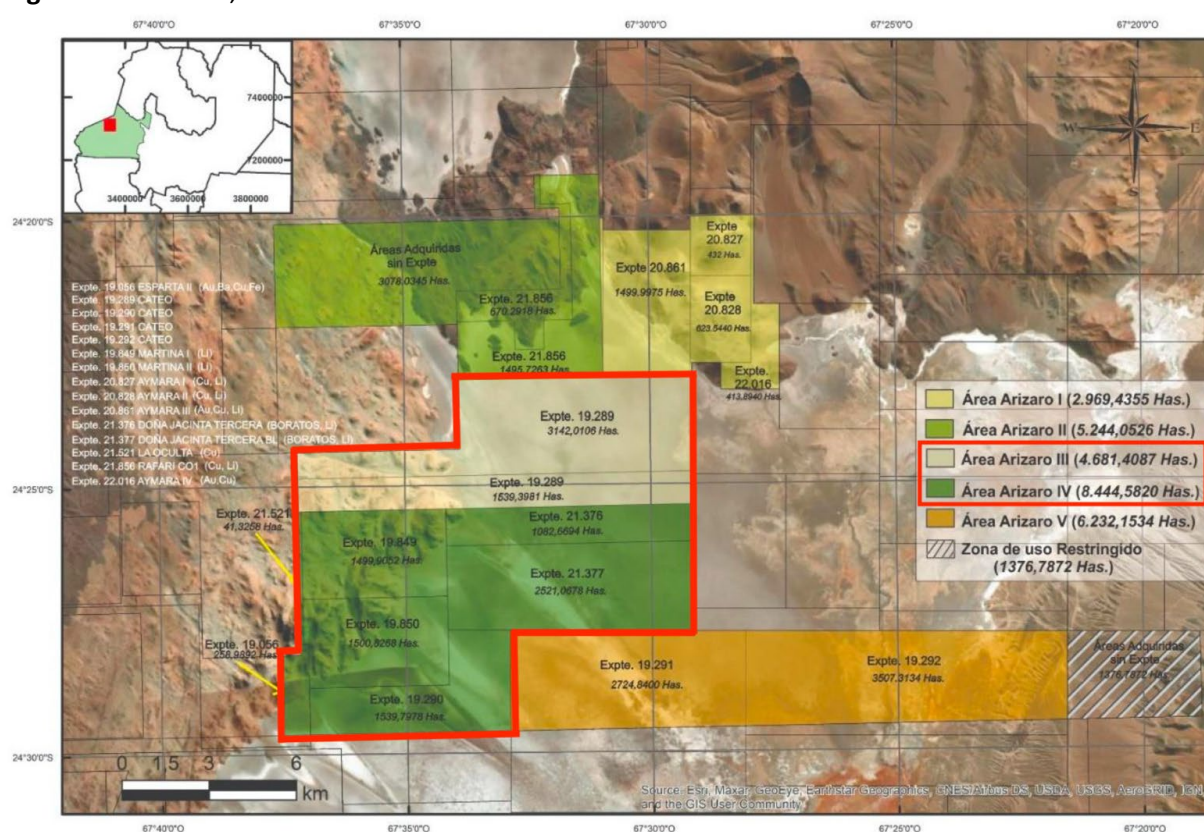 67°40'0"O 67°35'0"O 67°30'0"O 67°25'0"O 67°20'0"O
7400000
7200000
3400000 3600000 3800000
24°20'0"S
24°25'0"S
24°30'0"S
Áreas Adquiridas
sin Expte
3078,0345 Has.
Expte. 21.856
670,2918 Has.
Expte. 21.856
1495,7263 Has.
Expte 20.861
1499,9975 Has.
Expte
20.827
432 Has.
Expte
20.828
623.5440 Has.
Expte.
22.016
413,8940 Has.
Expte. 19.056 ESPARTA II (Au,Ba,Cu,Fe)
Expte. 19.289 CATEO
Expte. 19.290 CATEO
Expte. 19.291 CATEO
Expte. 19.292 CATEO
Expte. 19.849 MARTINA I (Li)
Expte. 19.850 MARTINA II (Li)
Expte. 20.827 AYMARA I (Cu, Li)
Expte. 20.828 AYMARA II (Cu, Li)
Expte. 20.861 AYMARA III (Au,Cu, Li)
Expte. 21.376 DOÑA JACINTA TERCERA (BORATOS, LI)
Expte. 21.377 DOÑA JACINTA TERCERA BL (BORATOS, LI)
Expte. 21.521 LA OCULTA (Cu)
Expte. 21.856 RAFARI CO1 (Cu, Li)
Expte. 22.016 AYMARA IV (Au,Cu)
Expte. 19.289
3142,0106 Has.
Expte. 19.289
1539,3981 Has.
Expte. 21.521
41,3258 Has.
Expte. 21.376
1082,6694 Has.
Expte. 19.849
1499,9052 Has.
Expte. 21.377
2521,0678 Has.
Expte. 19.850
1500,8268 Has.
Expte. 19.056
258,9892 Has.
Expte. 19.290
1539,7978 Has.
Expte. 19.291
2724,8400 Has.
Expte. 19.292
3507,3134 Has.
Áreas Adquiridas
sin Expte
1376,7872 Has.
Área Arizaro I (2.969,4355 Has.)
Área Arizaro II (5.244,0526 Has.)
Área Arizaro III (4.681,4087 Has.)
Área Arizaro IV (8.444,5820 Has.)
Área Arizaro V (6.232,1534 Has.)
Zona de uso Restringido
(1376,7872 Has.)
0 1,5 3 6
km
Source: Esri, Maxar, GeoEye, Earthstar Geographics, CNES/Airbus DS, USDA, USGS, AeroGRID, IGN
and the GIS User Community
67°40'0"O 67°35'0"O 67°30'0"O 67°25'0"O 67°20'0"O